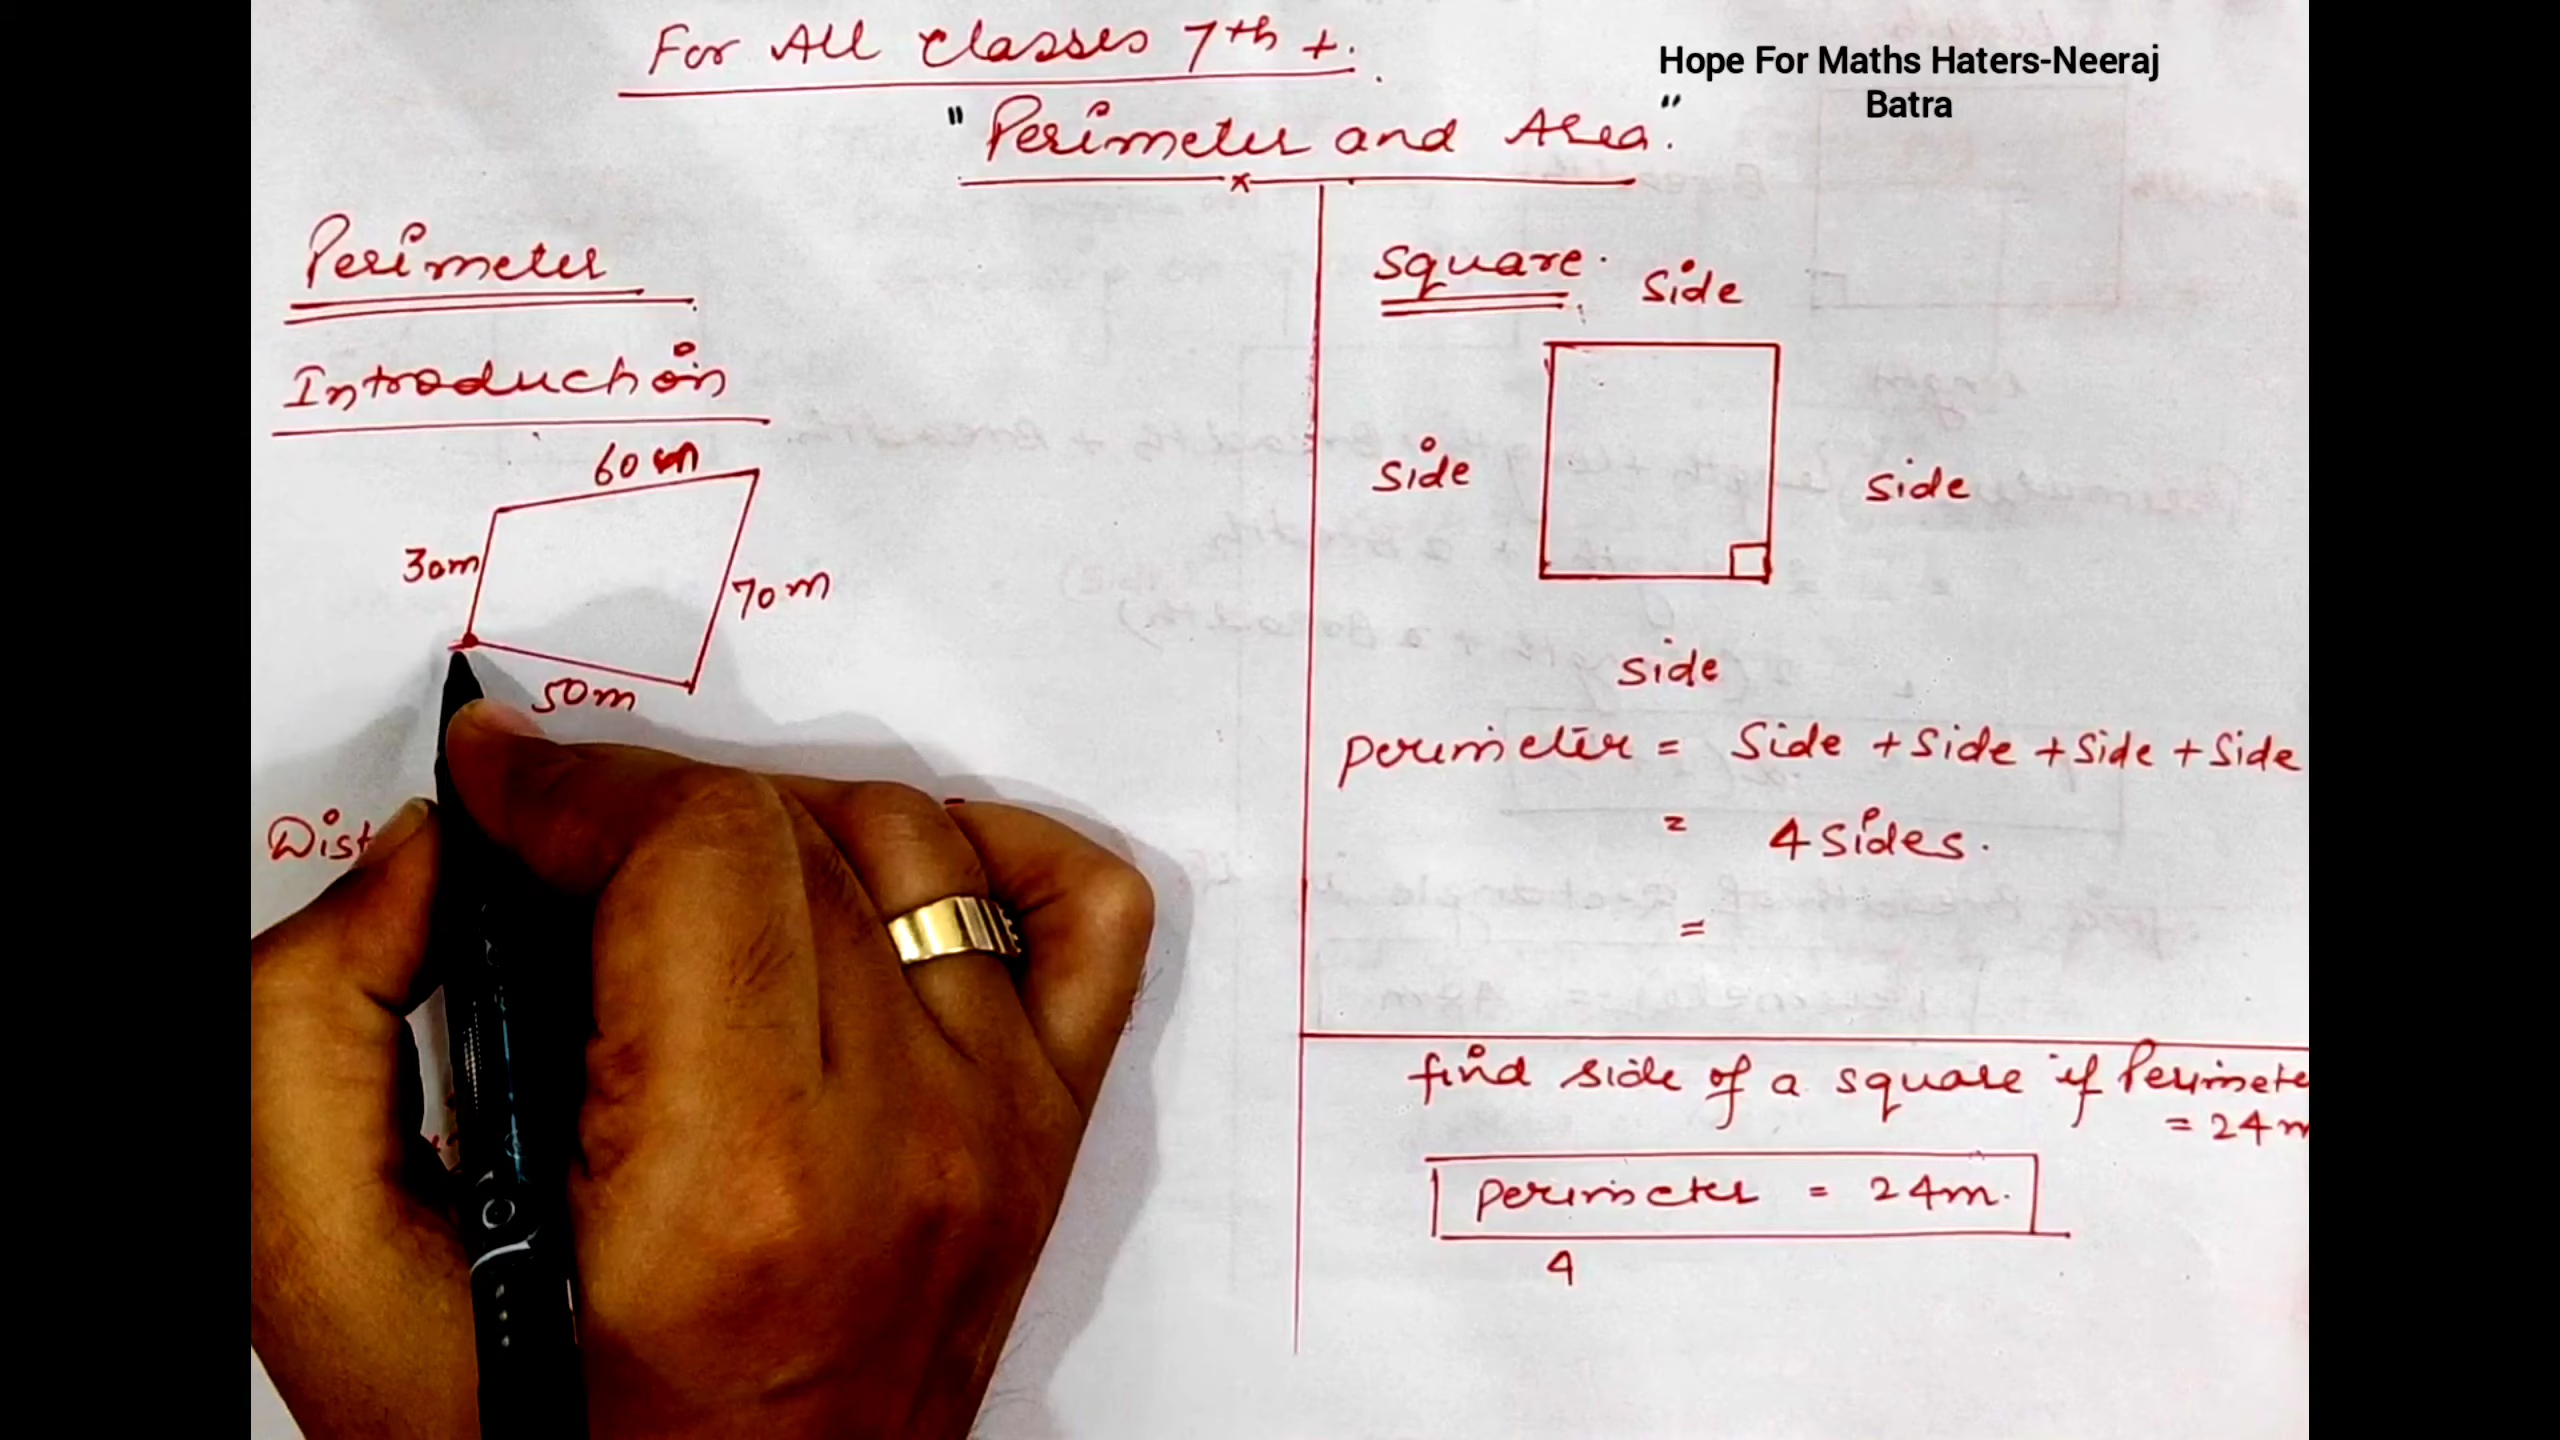 For All Classes 7th +.
Hope For Maths Haters-Neeraj
Batra
"Perimeter and Area"
Perimeter
Introduction
60 m
30m
70 m
50m
Square.
Side
Side
Side
Side
perimeter = Side + Side + Side + Side
= 4 Sides.
=
find side of a square if Perimete
= 24m
perimeter = 24m.
4